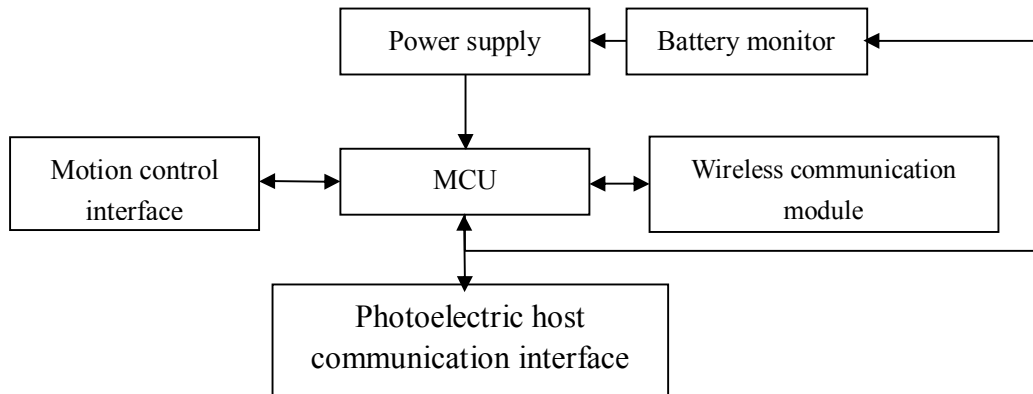 Power supply
Battery monitor
Motion control
interface
MCU
Wireless communication
module
Photoelectric host
communication interface